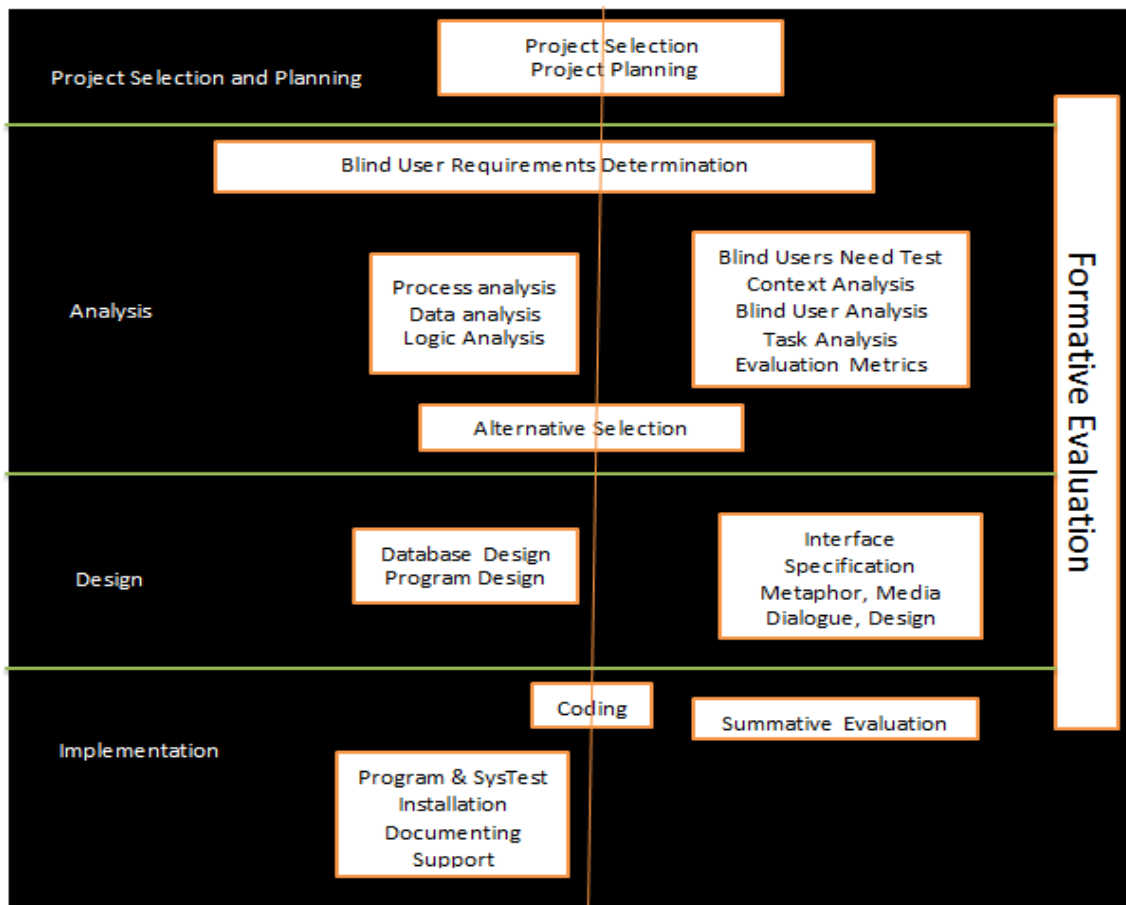 Project Selection and Planning
Project Selection
Project Planning
Blind User Requirements Determination
Analysis
Process analysis
Data analysis
Logic Analysis
Blind Users Need Test
Context Analysis
Blind User Analysis
Task Analysis
Evaluation Metrics
Alternative Selection
Design
Database Design
Program Design
Interface
Specification
Metaphor, Media
Dialogue, Design
Implementation
Coding
Summative Evaluation
Program & SysTest
Installation
Documenting
Support
Formative Evaluation